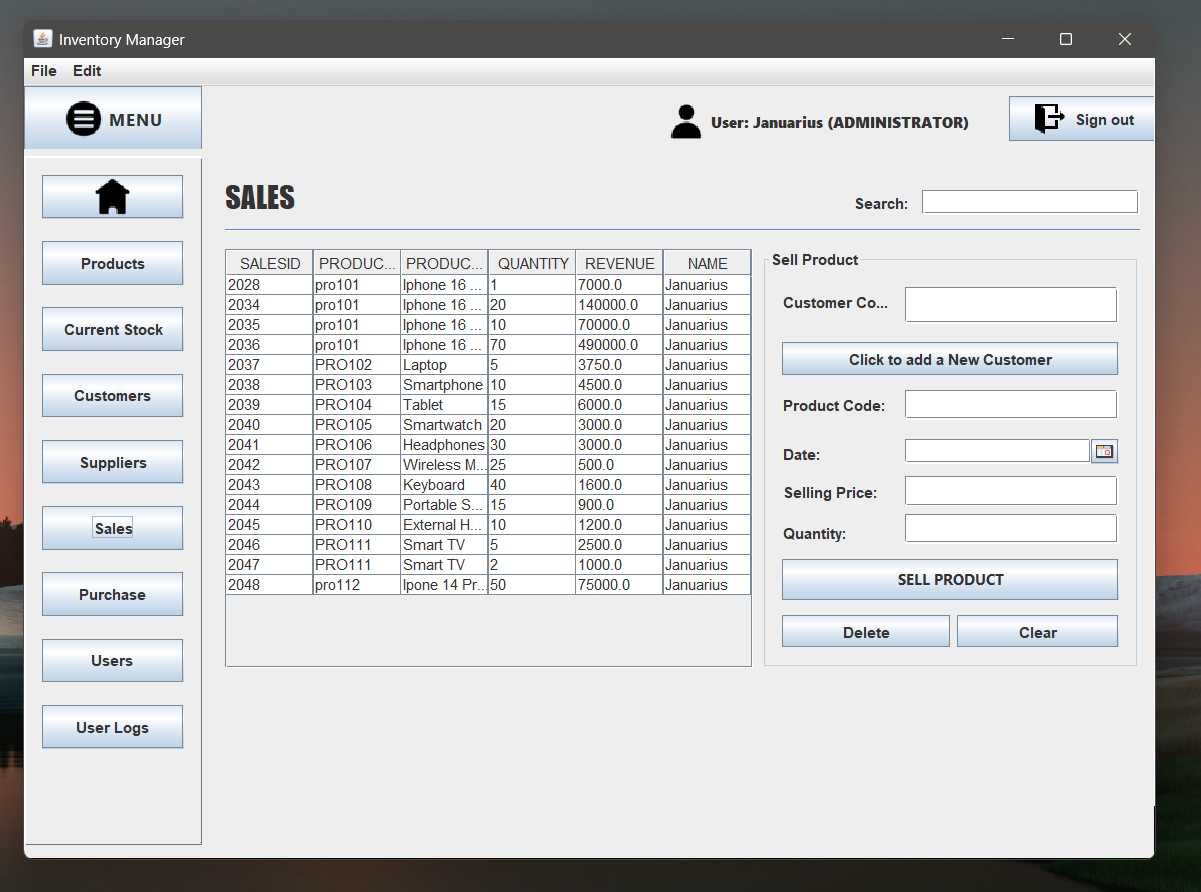 Inventory Manager
File Edit
MENU
User: Januarius (ADMINISTRATOR)
Sign out
Products
Current Stock
Customers
Suppliers
Sales
Purchase
Users
User Logs
SALES
Search:
SALESID PRODUC... PRODUC... QUANTITY REVENUE NAME
2028 pro101 Iphone 16 ... 1 7000.0 Januarius
2034 pro101 Iphone 16 ... 20 140000.0 Januarius
2035 pro101 Iphone 16 ... 10 70000.0 Januarius
2036 pro101 Iphone 16 ... 70 490000.0 Januarius
2037 PRO102 Laptop 5 3750.0 Januarius
2038 PRO103 Smartphone 10 4500.0 Januarius
2039 PRO104 Tablet 15 6000.0 Januarius
2040 PRO105 Smartwatch 20 3000.0 Januarius
2041 PRO106 Headphones 30 3000.0 Januarius
2042 PRO107 Wireless M... 25 500.0 Januarius
2043 PRO108 Keyboard 40 1600.0 Januarius
2044 PRO109 Portable S... 15 900.0 Januarius
2045 PRO110 External H... 10 1200.0 Januarius
2046 PRO111 Smart TV 5 2500.0 Januarius
2047 PRO111 Smart TV 2 1000.0 Januarius
2048 pro112 Ipone 14 Pr... 50 75000.0 Januarius
Sell Product
Customer Co...
Click to add a New Customer
Product Code:
Date:
Selling Price:
Quantity:
SELL PRODUCT
Delete Clear